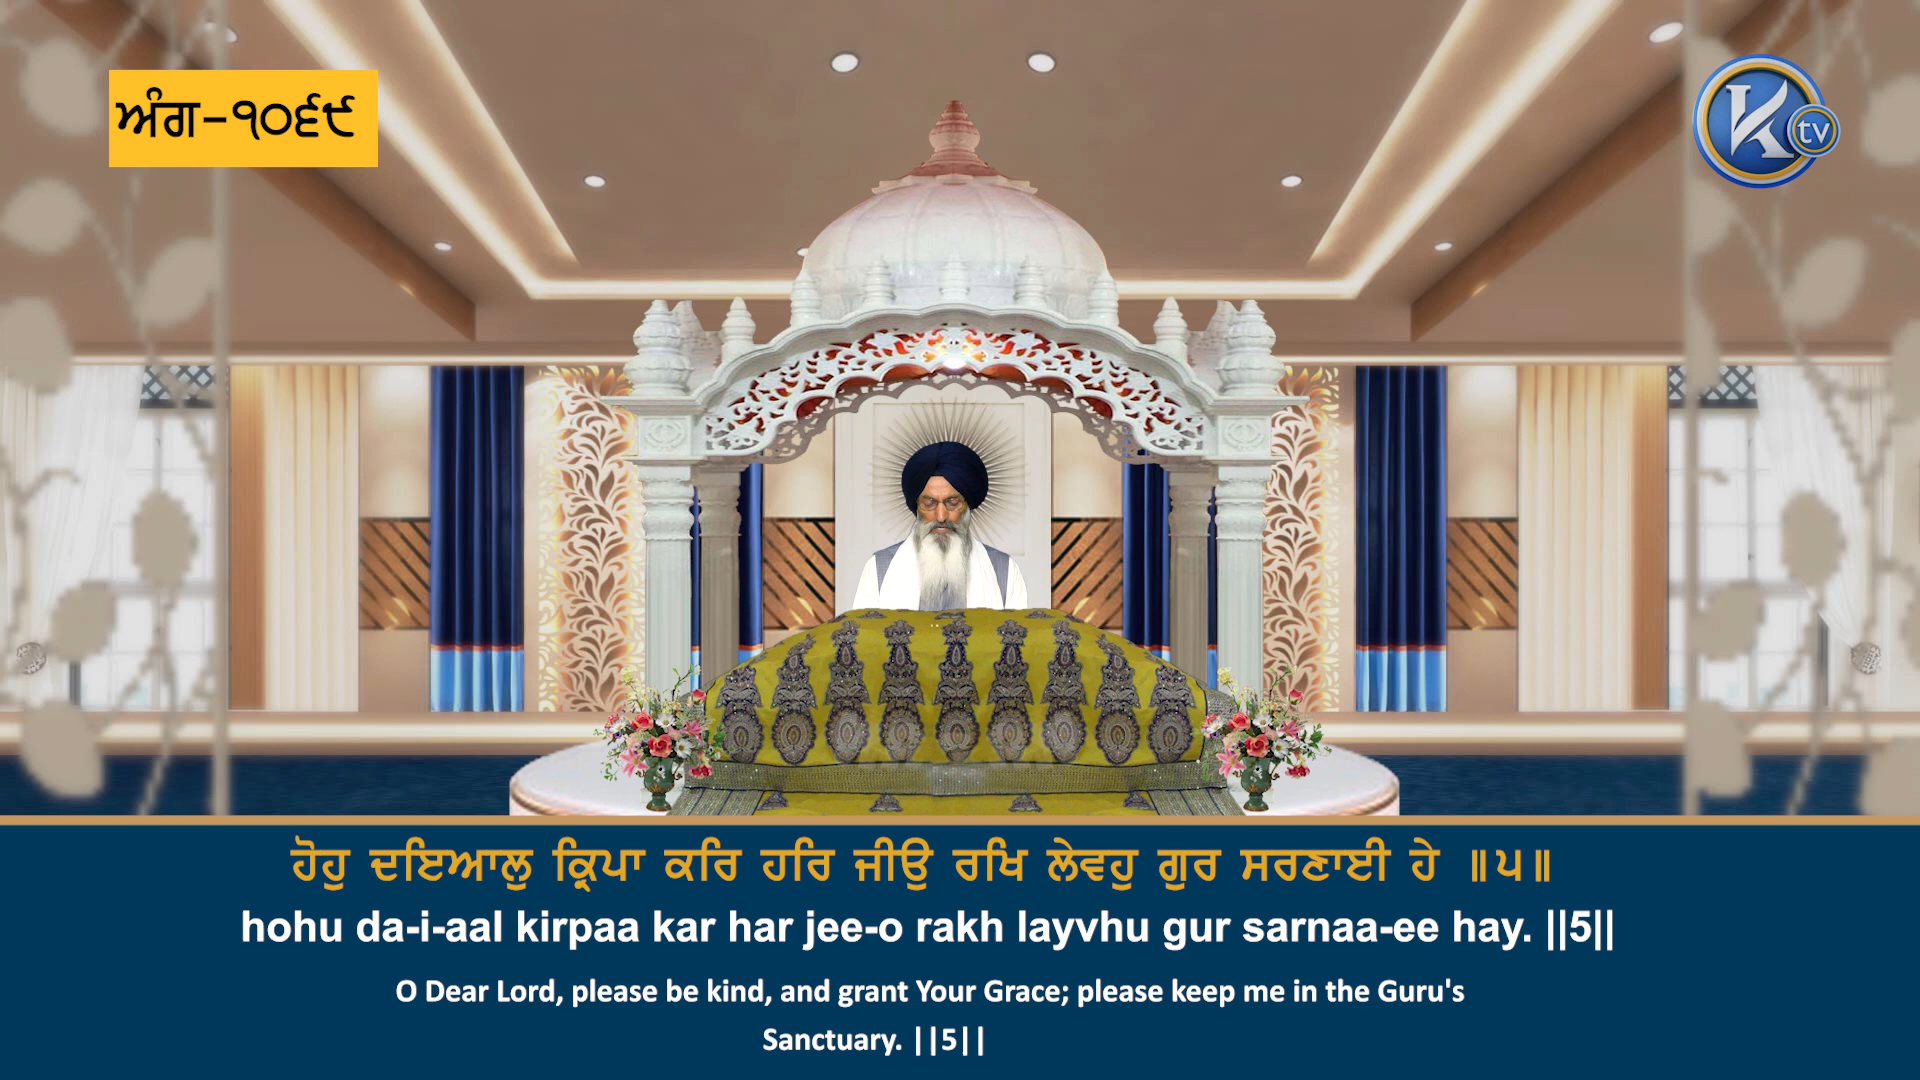 ਅੰਗ-੧੦੬੯
K tv
ਹੋਹੁ ਦਇਆਲੁ ਕ੍ਰਿਪਾ ਕਰਿ ਹਰਿ ਜੀਉ ਰਖਿ ਲੇਵਹੁ ਗੁਰ ਸਰਣਾਈ ਹੇ ॥੫॥
hohu da-i-aal kirpaa kar har jee-o rakh layvhu gur sarnaa-ee hay. ||5||
O Dear Lord, please be kind, and grant Your Grace; please keep me in the Guru's
Sanctuary. ||5||